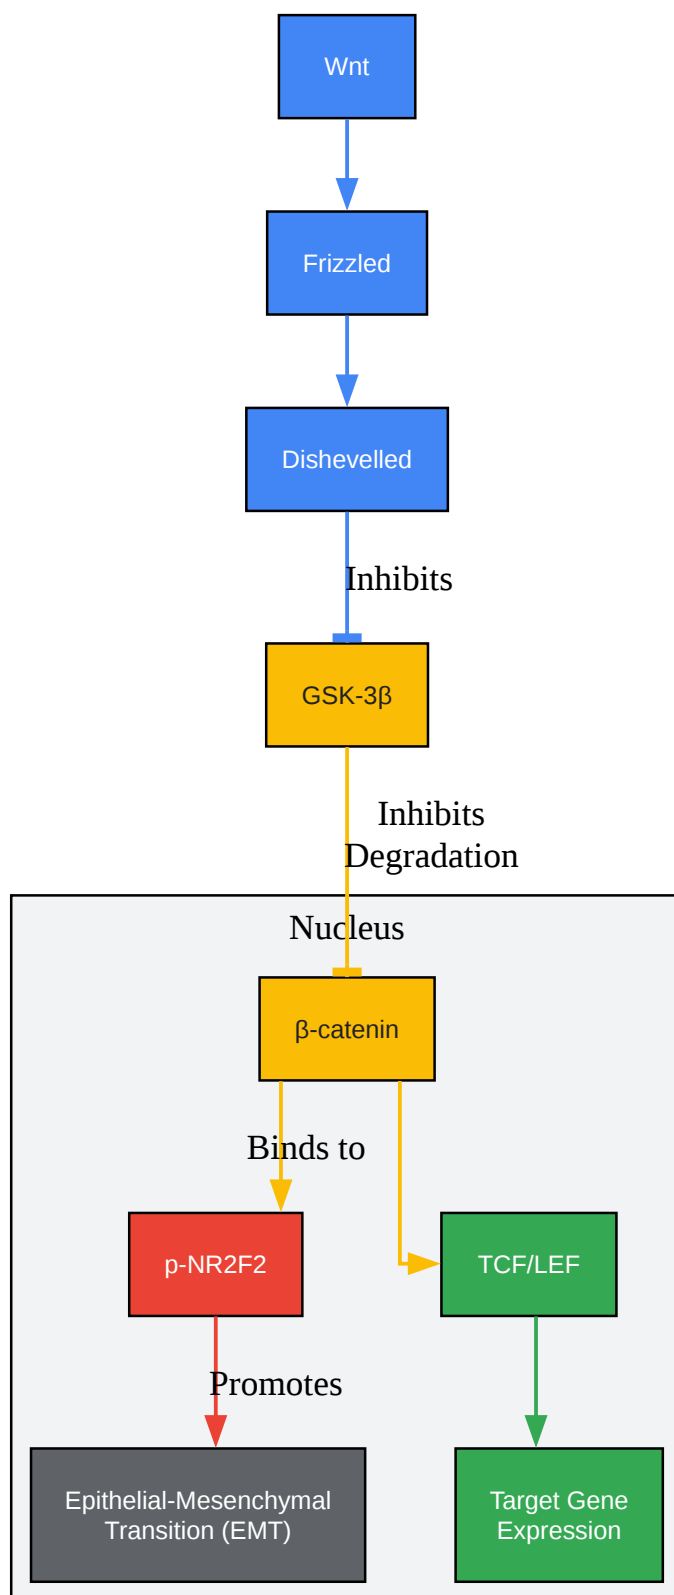 Wnt
Frizzled
Dishevelled
Inhibits
GSK-3β
Inhibits
Degradation
Nucleus
β-catenin
Binds to
p-NR2F2
TCF/LEF
Promotes
Epithelial-Mesenchymal
Transition (EMT)
Target Gene
Expression